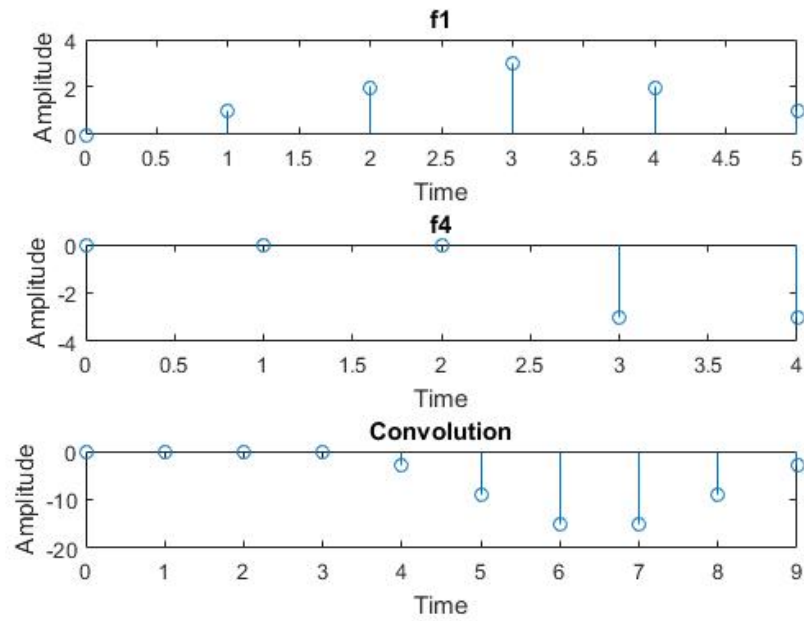 f1
4
2
0
Amplitude
0 0.5 1 1.5 2 2.5 3 3.5 4 4.5 5
Time
f4
0
-2
-4
Amplitude
0 0.5 1 1.5 2 2.5 3 3.5 4
Time
Convolution
0
-10
-20
Amplitude
0 1 2 3 4 5 6 7 8 9
Time